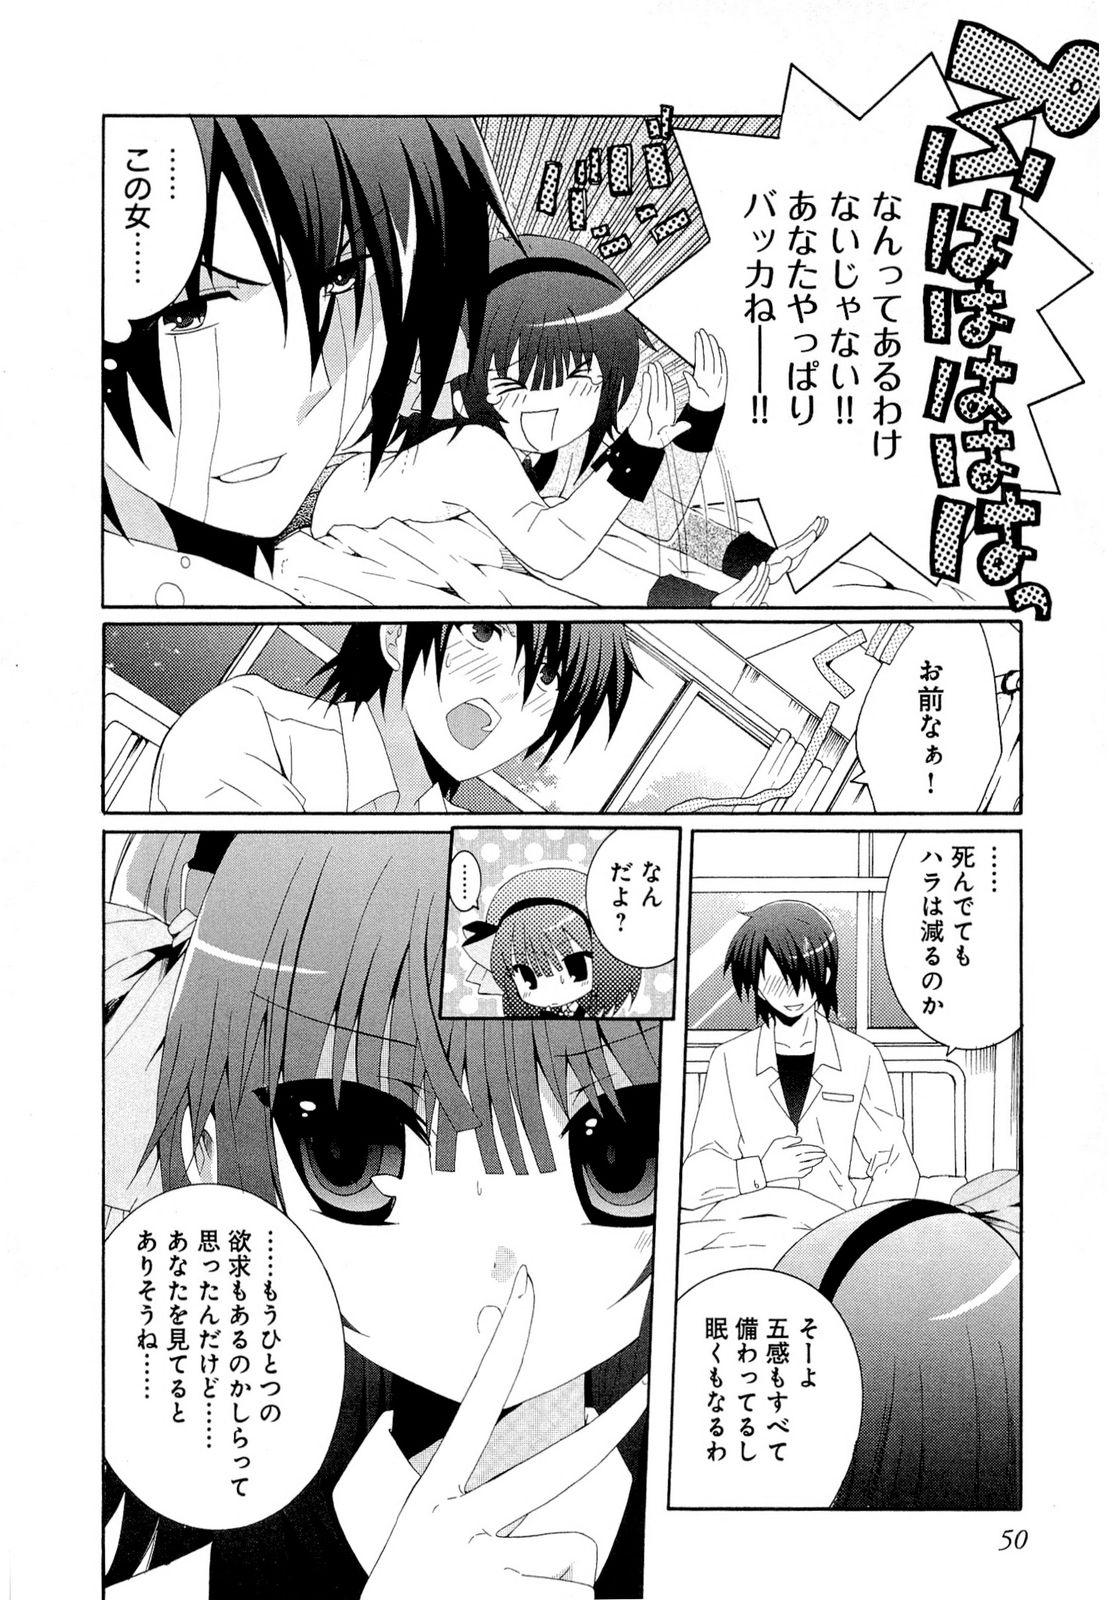 ぷははははははっ
なんってあるわけ
ないじゃない!!
あなたやっぱり
バッカねーー!!
……
この女……
お前なぁ!
……
死んでても
ハラは減るのか
そーよ
五感もすべて
備わってるし
眠くもなるわ
なん
だよ?
……
……もうひとつの
欲求もあるのかしらって
思ったんだけど……
あなたを見てると
ありそうね……
50